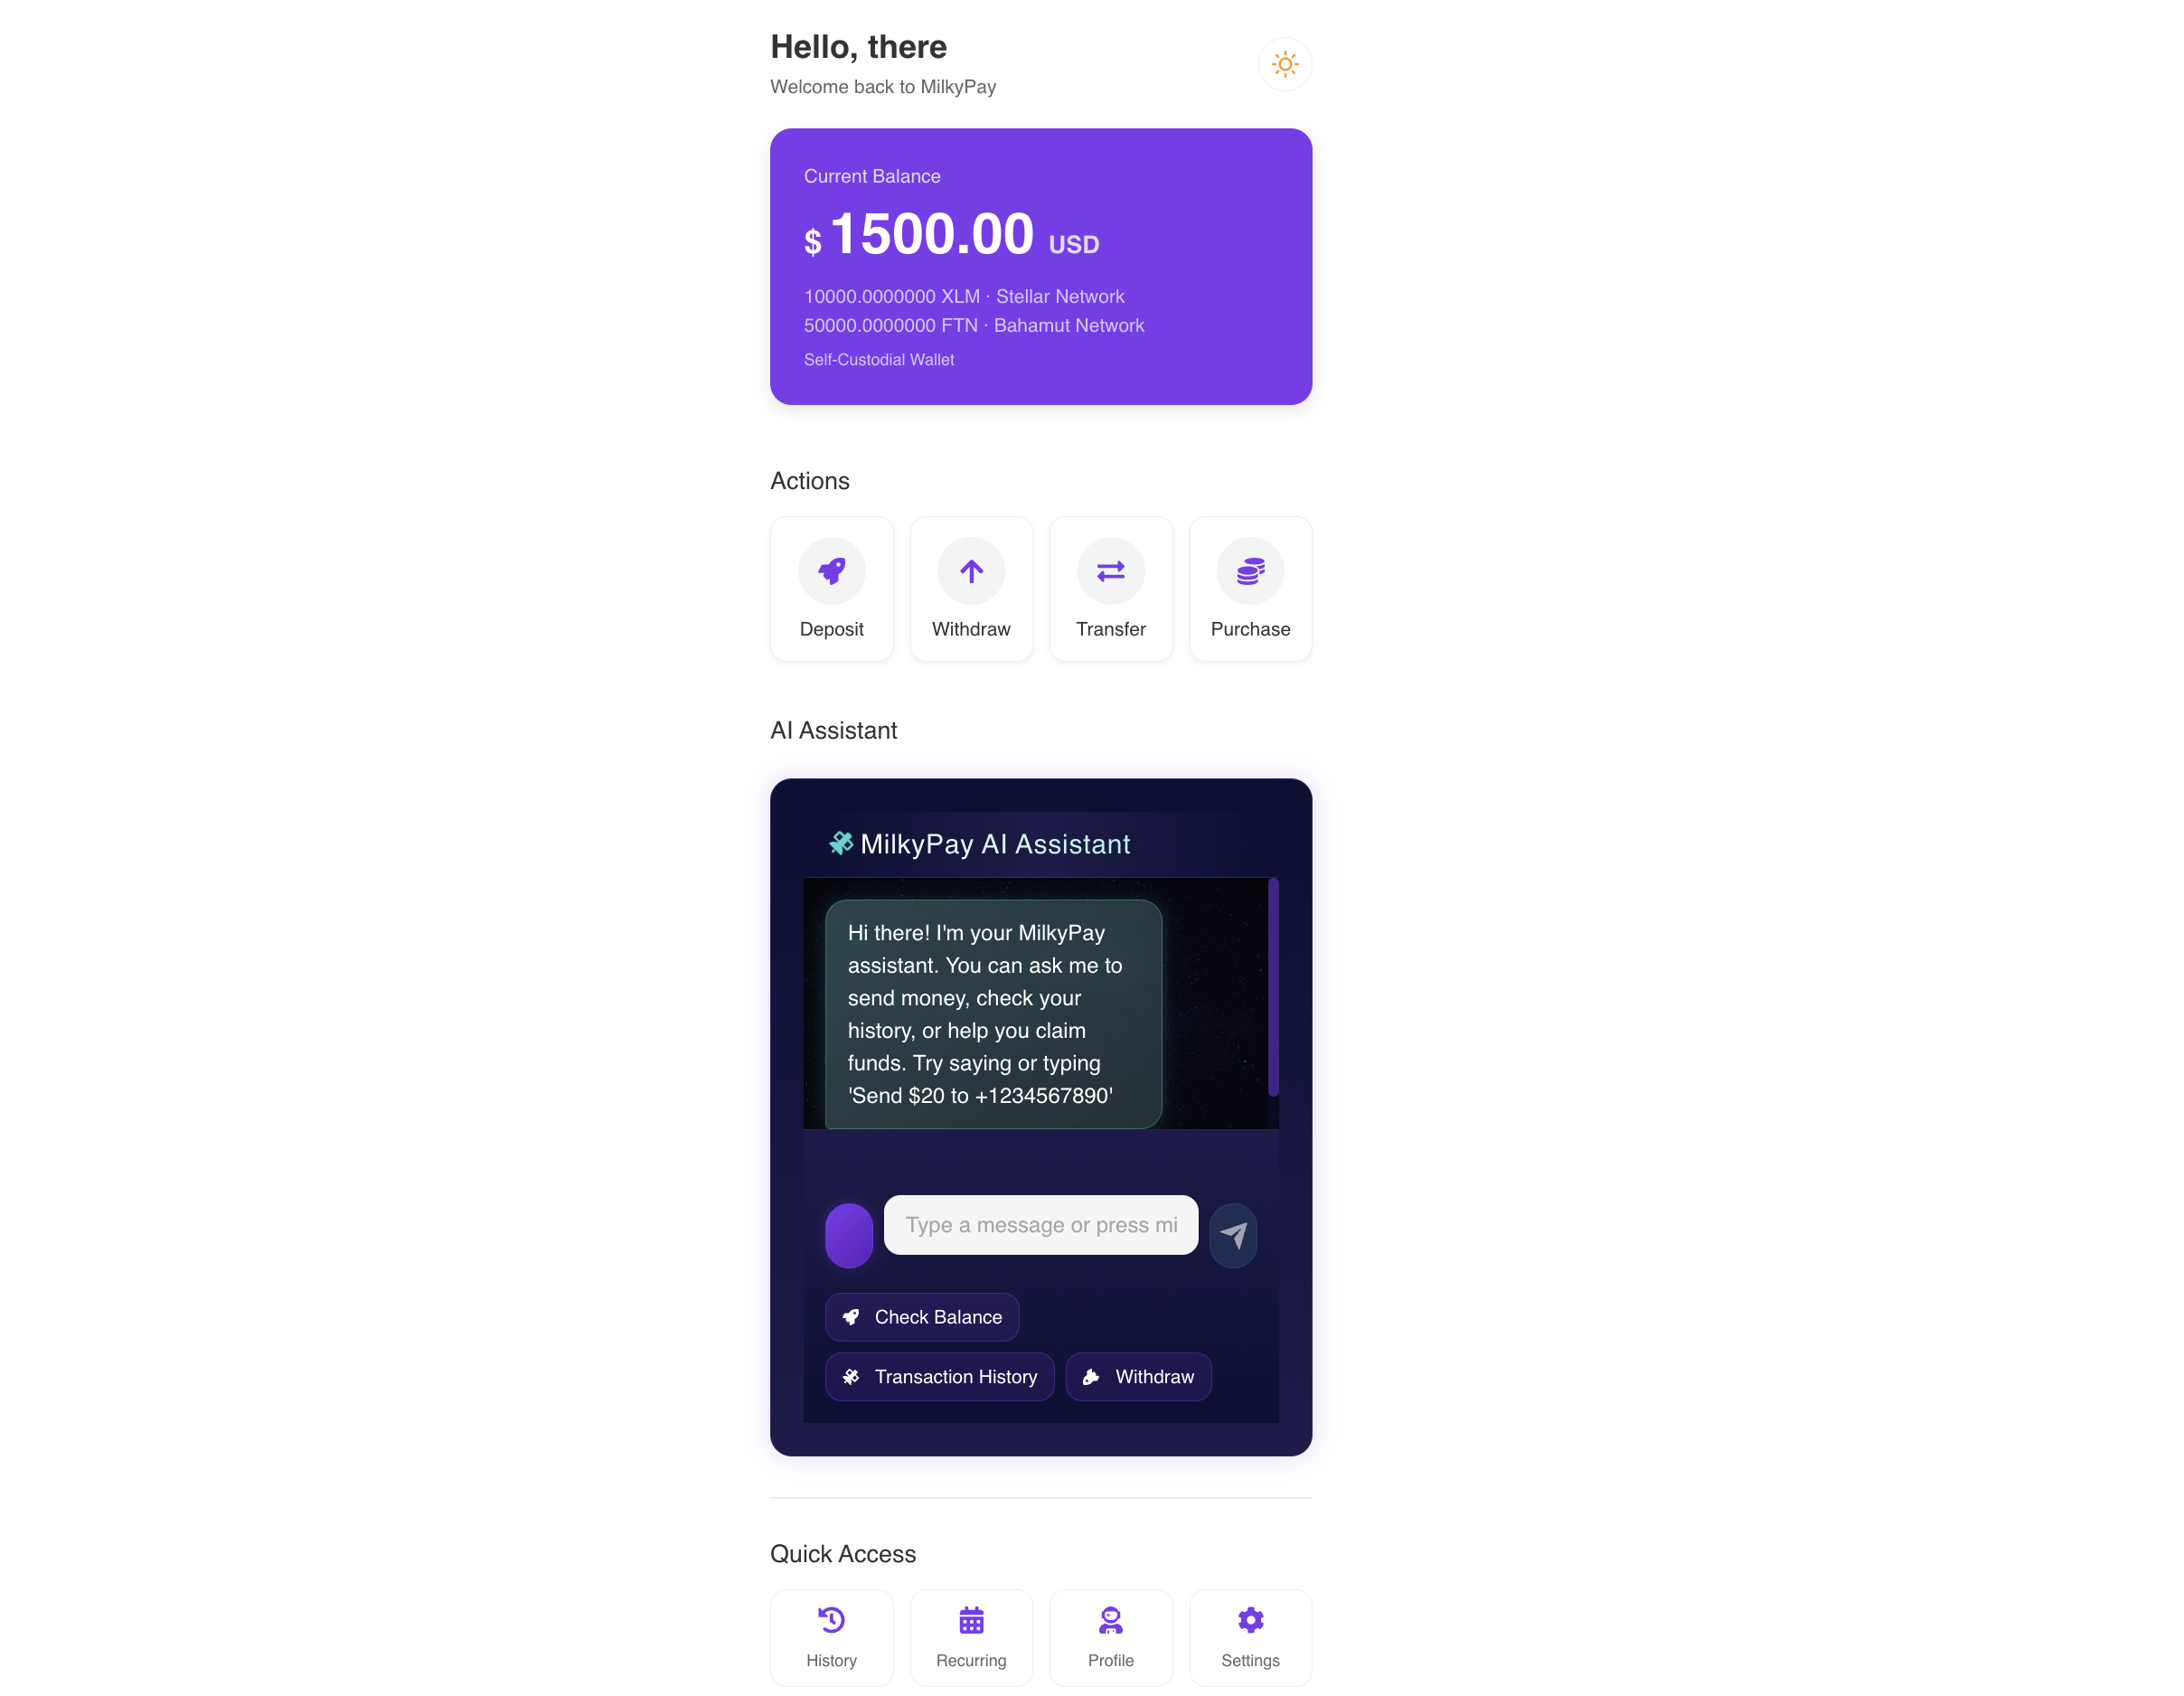 Hello, there
Welcome back to MilkyPay
Current Balance
$ 1500.00 USD
10000.0000000 XLM · Stellar Network
50000.0000000 FTN · Bahamut Network
Self-Custodial Wallet
Actions
Deposit Withdraw Transfer Purchase
AI Assistant
MilkyPay AI Assistant
Hi there! I'm your MilkyPay
assistant. You can ask me to
send money, check your
history, or help you claim
funds. Try saying or typing
'Send $20 to +1234567890'
Type a message or press mi
Check Balance
Transaction History Withdraw
Quick Access
History Recurring Profile Settings